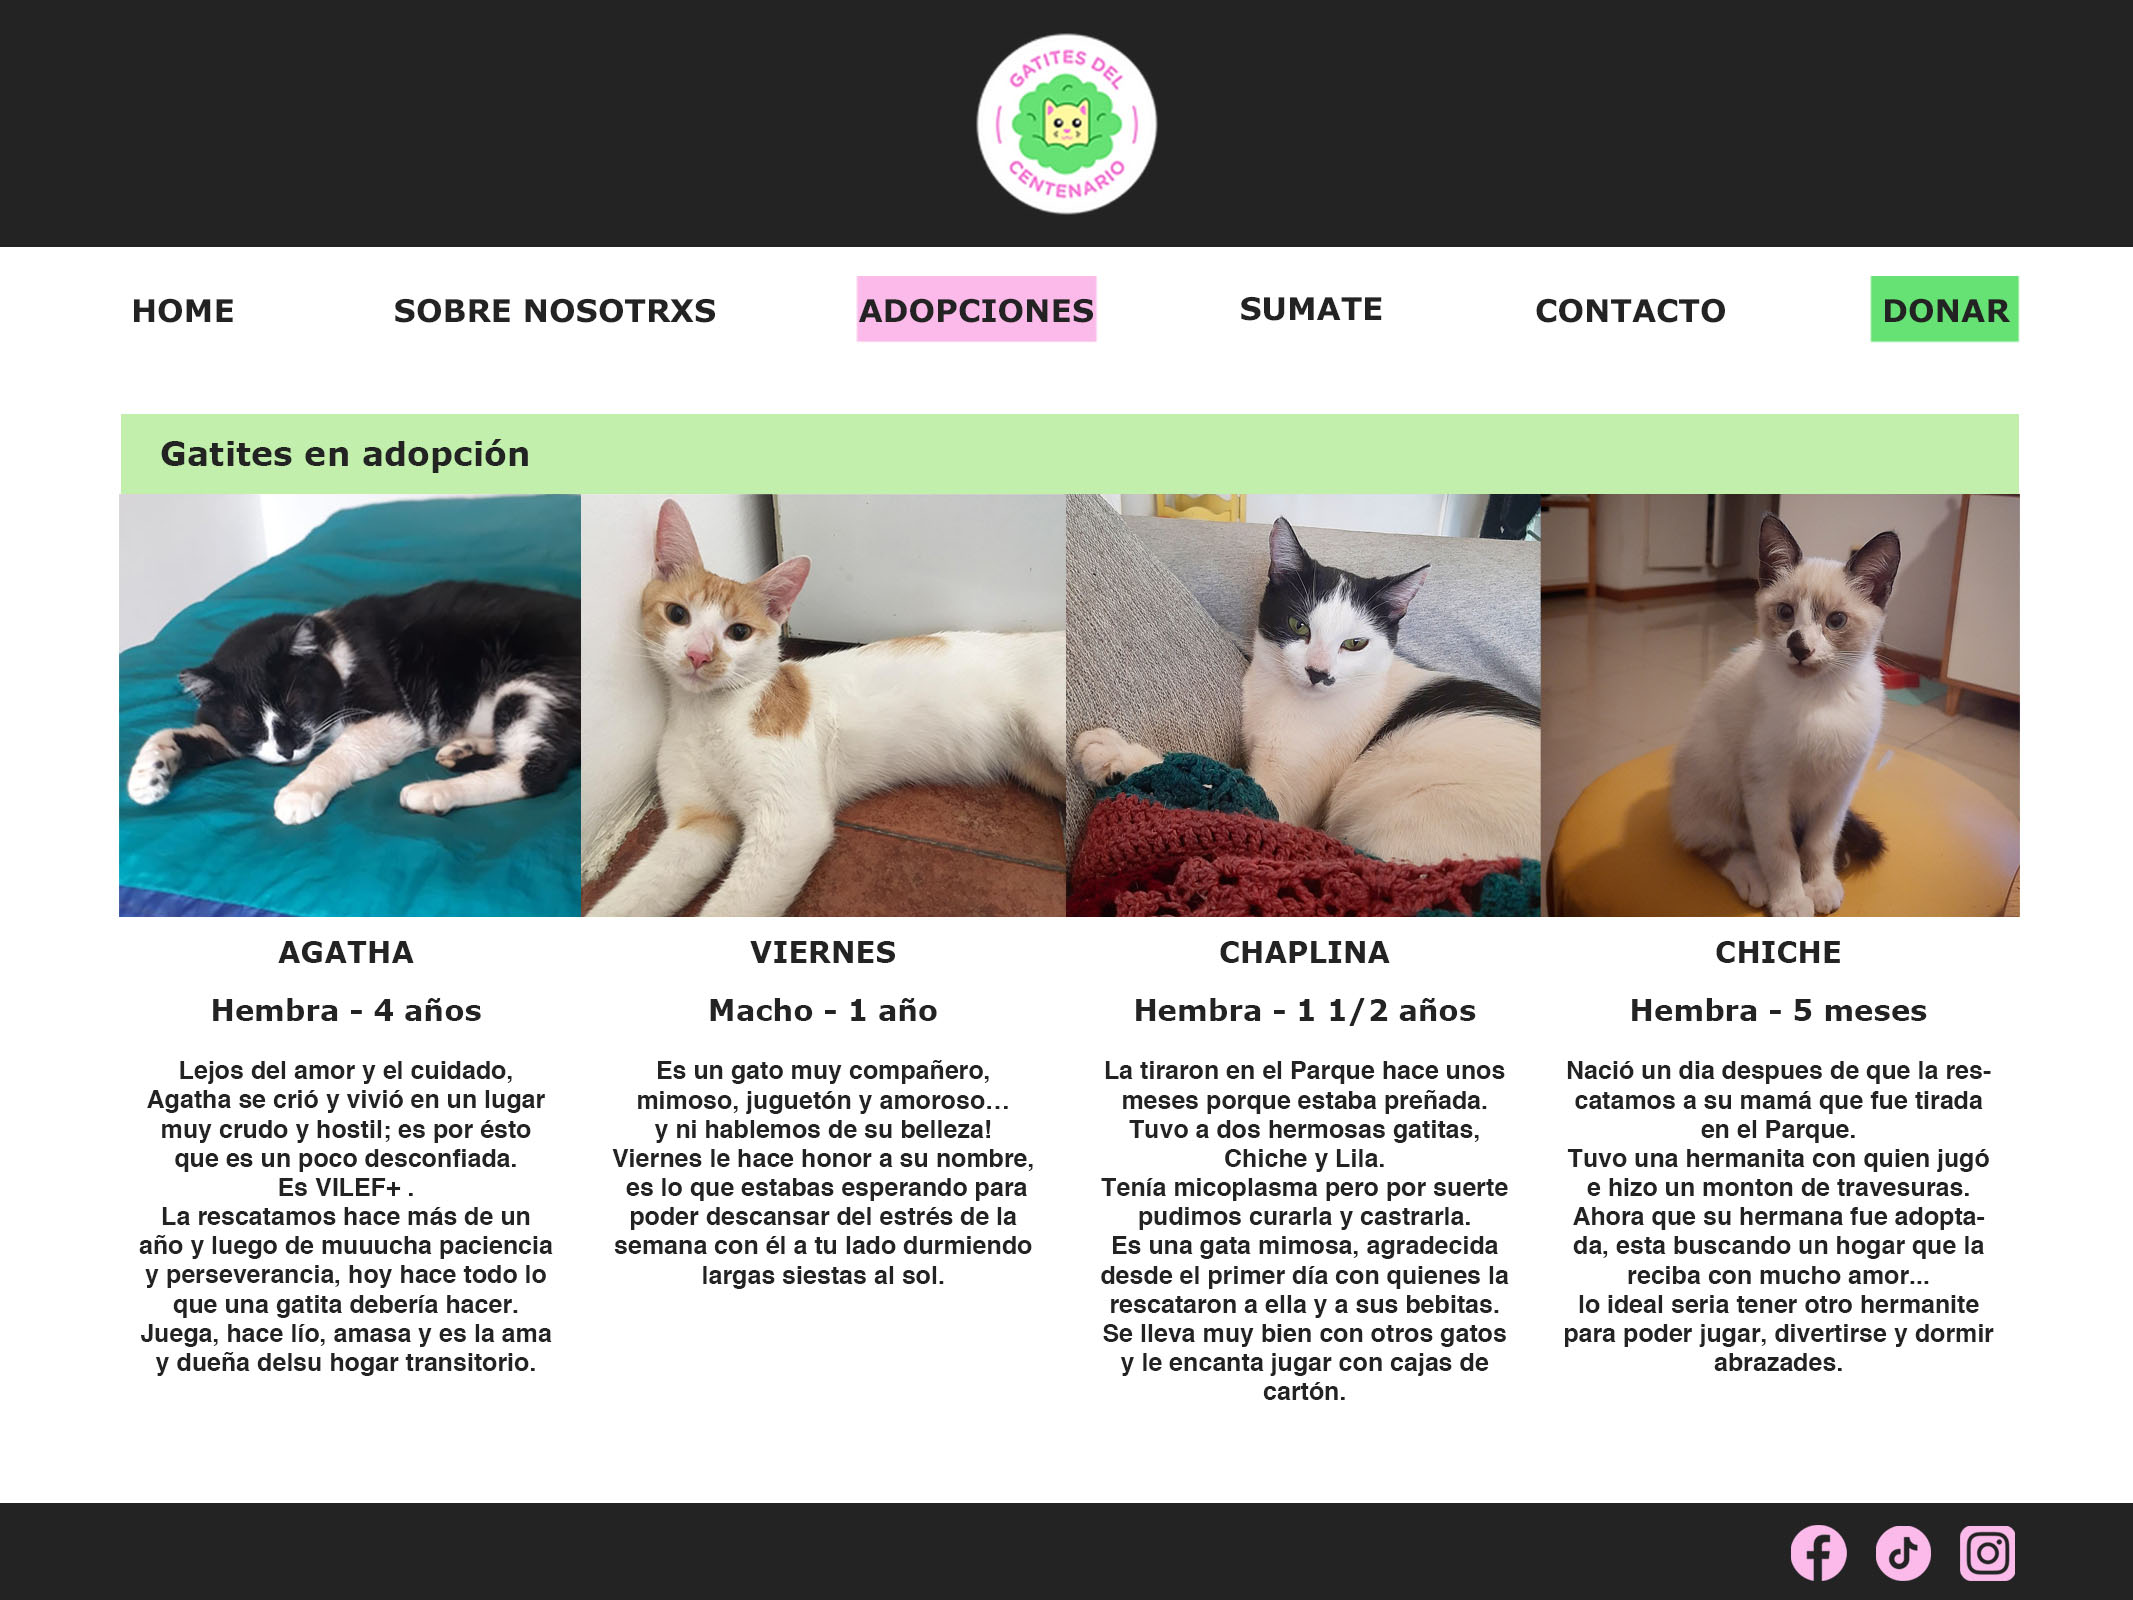 GATITES DEL
CENTENARIO
HOME SOBRE NOSOTRXS ADOPCIONES SUMATE CONTACTO DONAR
Gatites en adopción
AGATHA
Hembra - 4 años
Lejos del amor y el cuidado,
Agatha se crió y vivió en un lugar
muy crudo y hostil; es por ésto
que es un poco desconfiada.
Es VILEF+ .
La rescatamos hace más de un
año y luego de muuucha paciencia
y perseverancia, hoy hace todo lo
que una gatita debería hacer.
Juega, hace lío, amasa y es la ama
y dueña delsu hogar transitorio.
VIERNES
Macho - 1 año
Es un gato muy compañero,
mimoso, juguetón y amoroso…
y ni hablemos de su belleza!
Viernes le hace honor a su nombre,
es lo que estabas esperando para
poder descansar del estrés de la
semana con él a tu lado durmiendo
largas siestas al sol.
CHAPLINA
Hembra - 1 1/2 años
La tiraron en el Parque hace unos
meses porque estaba preñada.
Tuvo a dos hermosas gatitas,
Chiche y Lila.
Tenía micoplasma pero por suerte
pudimos curarla y castrarla.
Es una gata mimosa, agradecida
desde el primer día con quienes la
rescataron a ella y a sus bebitas.
Se lleva muy bien con otros gatos
y le encanta jugar con cajas de
cartón.
CHICHE
Hembra - 5 meses
Nació un dia despues de que la res-
catamos a su mamá que fue tirada
en el Parque.
Tuvo una hermanita con quien jugó
e hizo un monton de travesuras.
Ahora que su hermana fue adopta-
da, esta buscando un hogar que la
reciba con mucho amor...
lo ideal seria tener otro hermanite
para poder jugar, divertirse y dormir
abrazades.